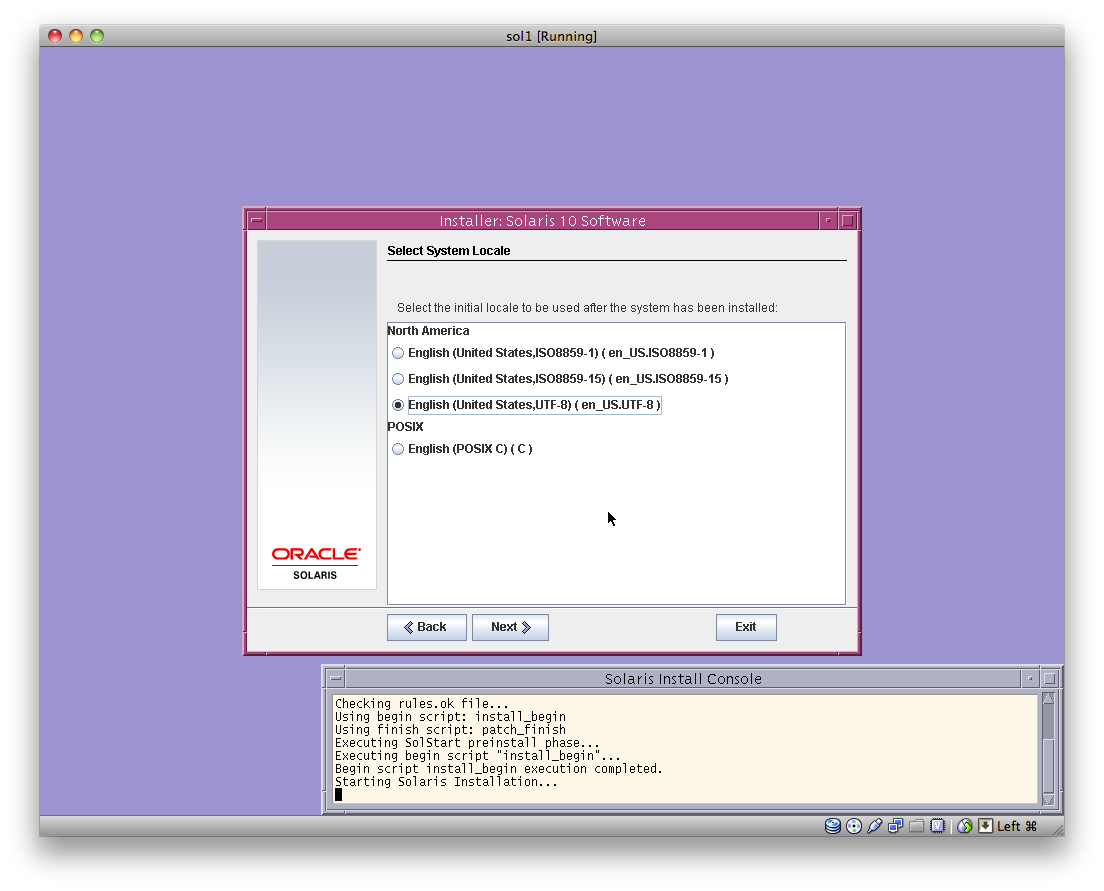 sol1 [Running]
Installer: Solaris 10 Software
Select System Locale
Select the initial locale to be used after the system has been installed:
North America
English (United States,ISO8859-1) ( en_US.ISO8859-1 )
English (United States,ISO8859-15) ( en_US.ISO8859-15 )
English (United States,UTF-8) ( en_US.UTF-8 )
POSIX
English (POSIX C) ( C )
ORACLE
SOLARIS
Back
Next
Exit
Solaris Install Console
Checking rules.ok file...
Using begin script: install_begin
Using finish script: patch_finish
Executing SolStart preinstall phase...
Executing begin script "install_begin"...
Begin script install_begin execution completed.
Starting Solaris Installation...
Left ⌘